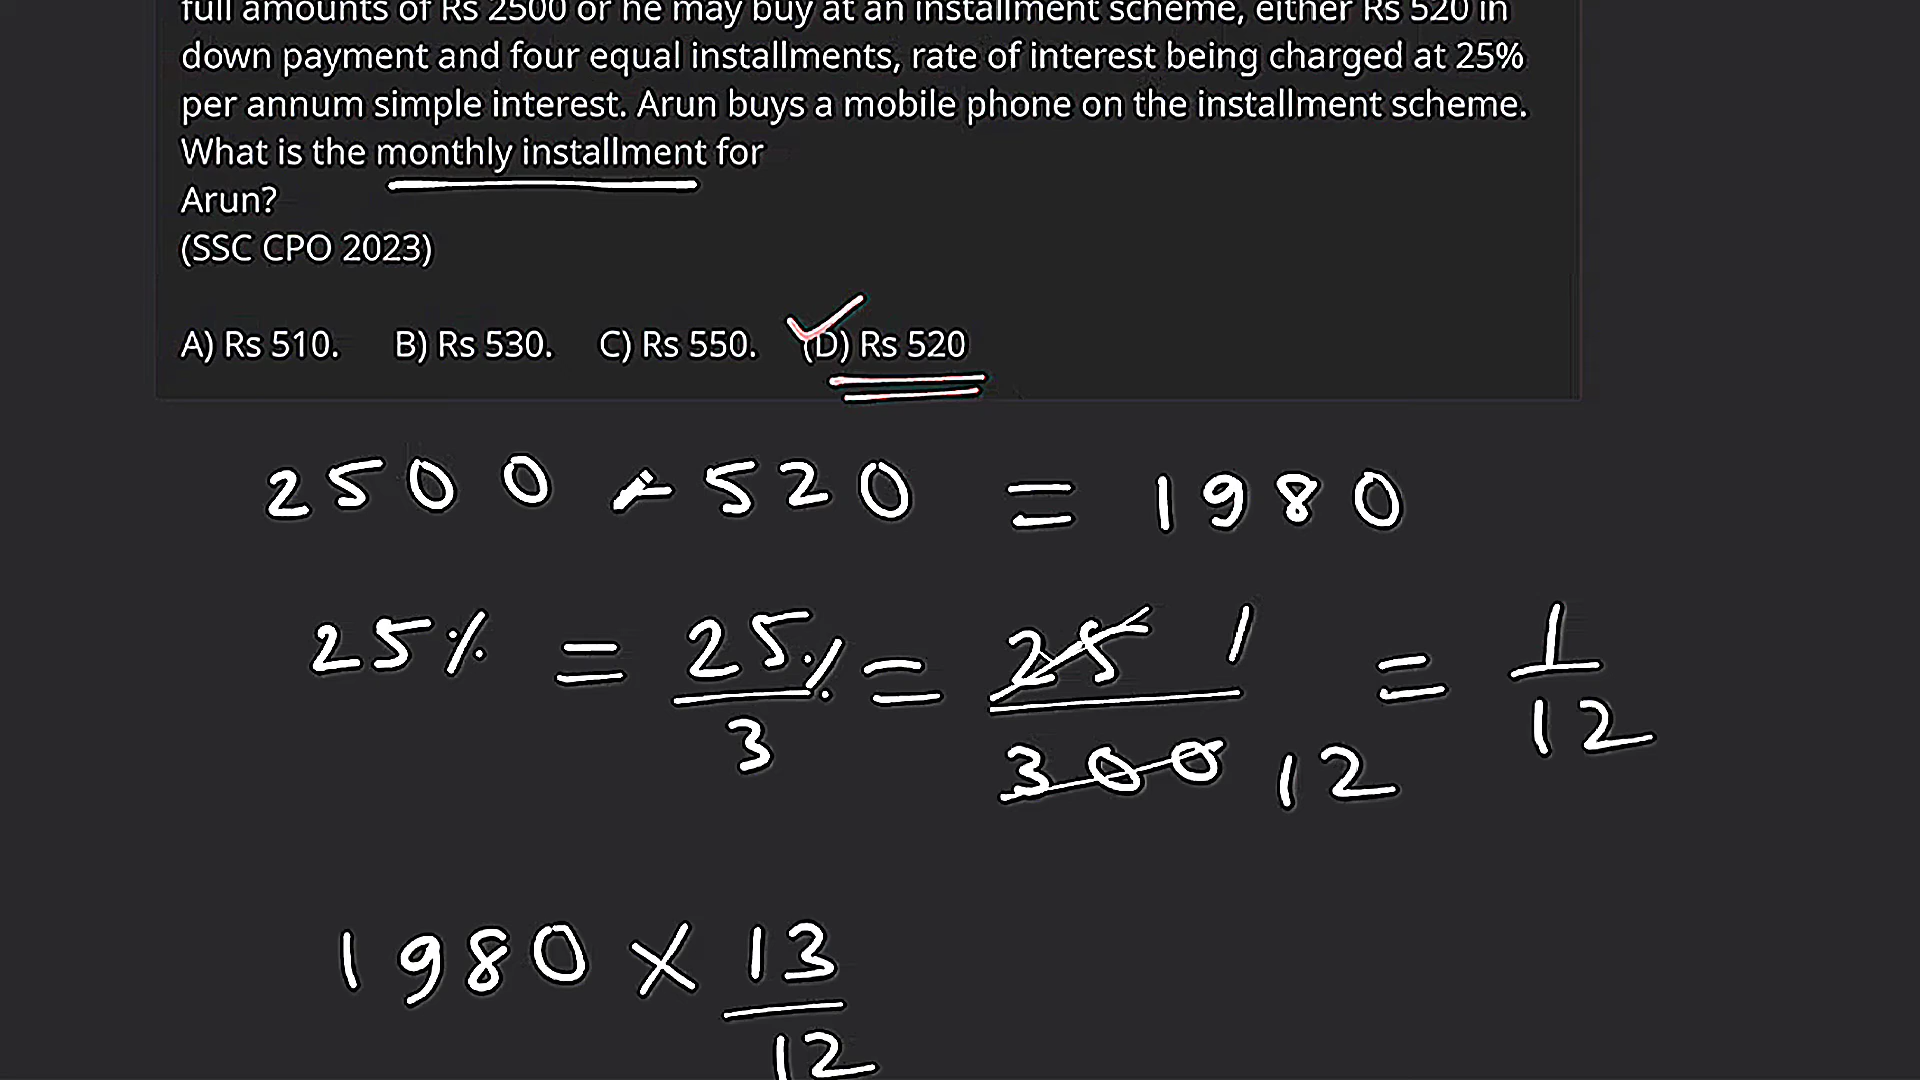 full amounts of Rs 2500 or he may buy at an installment scheme, either Rs 520 in
down payment and four equal installments, rate of interest being charged at 25%
per annum simple interest. Arun buys a mobile phone on the installment scheme.
What is the monthly installment for
Arun?
(SSC CPO 2023)
A) Rs 510. B) Rs 530. C) Rs 550. (D) Rs 520
2500 - 520 = 1980
25% = 25%/3 = 25 1/300 12 = 1/12
1980 × 13/12